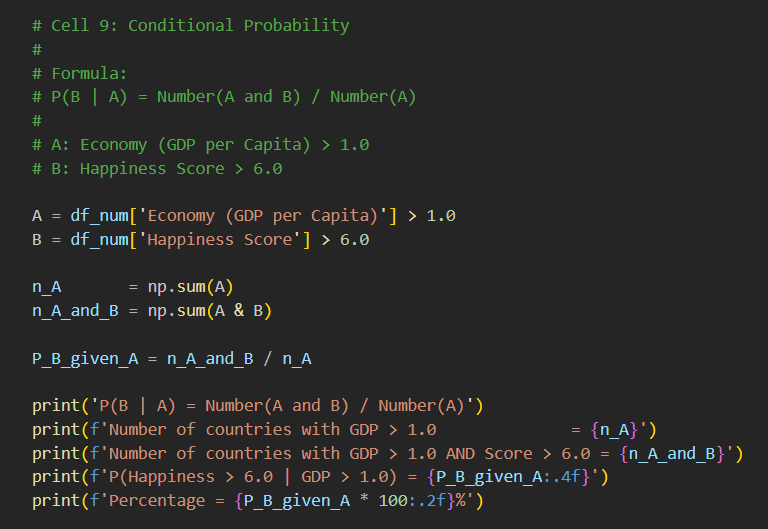 # Cell 9: Conditional Probability
#
# Formula:
# P(B | A) = Number(A and B) / Number(A)
#
# A: Economy (GDP per Capita) > 1.0
# B: Happiness Score > 6.0

A = df_num['Economy (GDP per Capita)'] > 1.0
B = df_num['Happiness Score'] > 6.0

n_A       = np.sum(A)
n_A_and_B = np.sum(A & B)

P_B_given_A = n_A_and_B / n_A

print('P(B | A) = Number(A and B) / Number(A)')
print(f'Number of countries with GDP > 1.0              = {n_A}')
print(f'Number of countries with GDP > 1.0 AND Score > 6.0 = {n_A_and_B}')
print(f'P(Happiness > 6.0 | GDP > 1.0) = {P_B_given_A:.4f}')
print(f'Percentage = {P_B_given_A * 100:.2f}%')